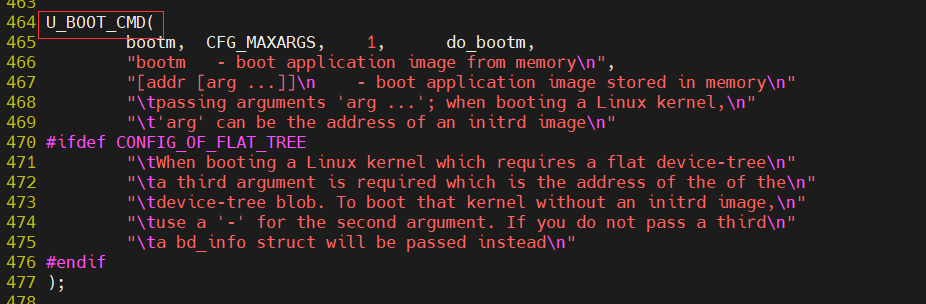 463
464 U_BOOT_CMD(
465         bootm,  CFG_MAXARGS,    1,      do_bootm,
466         "bootm   - boot application image from memory\n",
467         "[addr [arg ...]]\n    - boot application image stored in memory\n"
468         "\tpassing arguments 'arg ...'; when booting a Linux kernel,\n"
469         "\t'arg' can be the address of an initrd image\n"
470 #ifdef CONFIG_OF_FLAT_TREE
471         "\tWhen booting a Linux kernel which requires a flat device-tree\n"
472         "\ta third argument is required which is the address of the of the\n"
473         "\tdevice-tree blob. To boot that kernel without an initrd image,\n"
474         "\tuse a '-' for the second argument. If you do not pass a third\n"
475         "\ta bd_info struct will be passed instead\n"
476 #endif
477 );
478